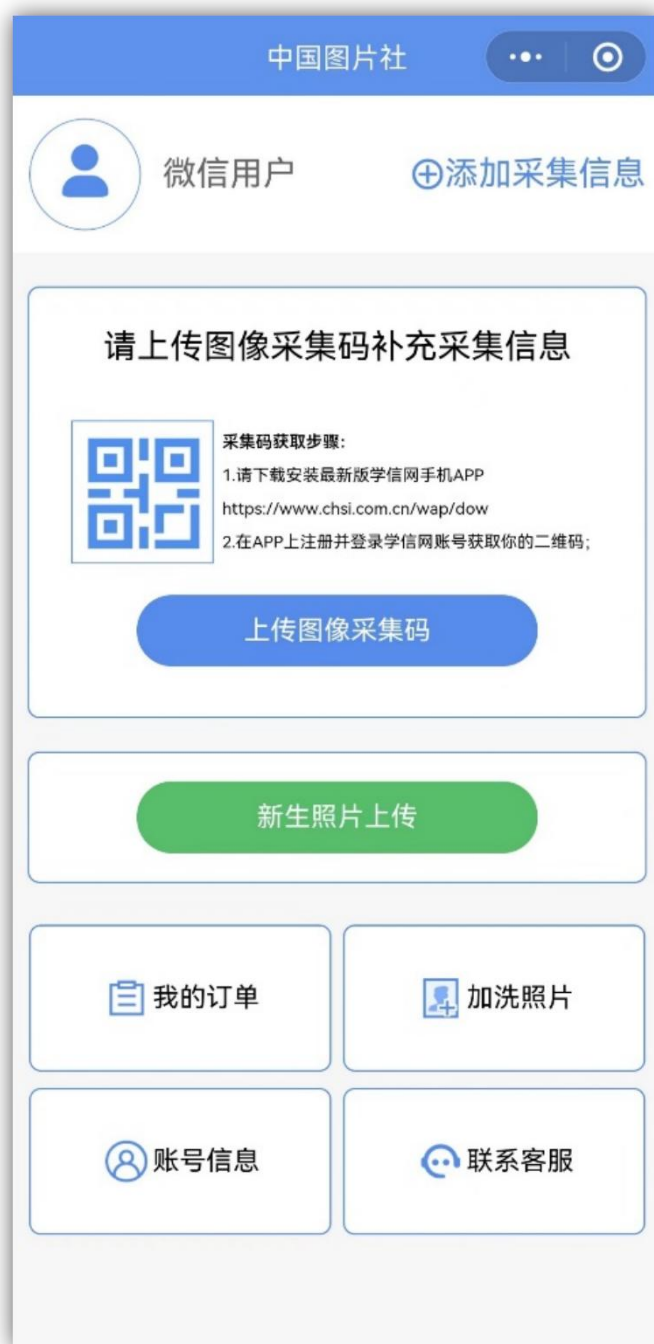 中国图片社
微信用户
添加采集信息
请上传图像采集码补充采集信息
采集码获取步骤:
1.请下载安装最新版学信网手机APP
https://www.chsi.com.cn/wap/dow
2.在APP上注册并登录学信网账号获取你的二维码;
上传图像采集码
新生照片上传
我的订单
加洗照片
账号信息
联系客服